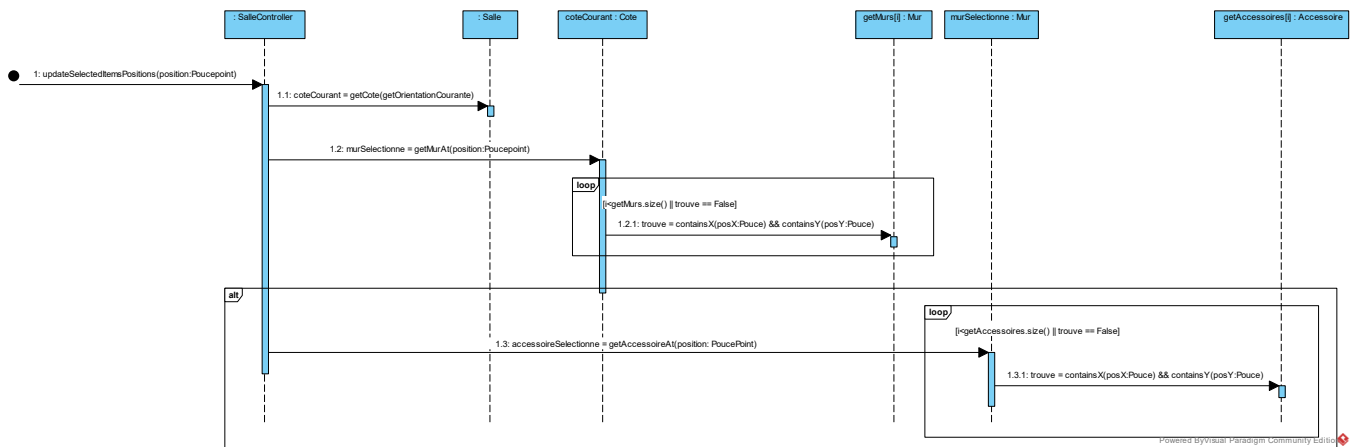 : SalleController
: Salle
coteCourant : Cote
getMurs[i] : Mur
murSelectionne : Mur
getAccessoires[i] : Accessoire
1: updateSelectedItemsPositions(position:Poucepoint)
1.1: coteCourant = getCote(getOrientationCourante)
1.2: murSelectionne = getMurAt(position:Poucepoint)
loop
[i<getMurs.size() || trouve == False]
1.2.1: trouve = containsX(posX:Pouce) && containsY(posY:Pouce)
alt
loop
[i<getAccessoires.size() || trouve == False]
1.3: accessoireSelectionne = getAccessoireAt(position: PoucePoint)
1.3.1: trouve = containsX(posX:Pouce) && containsY(posY:Pouce)
Powered By Visual Paradigm Community Edition